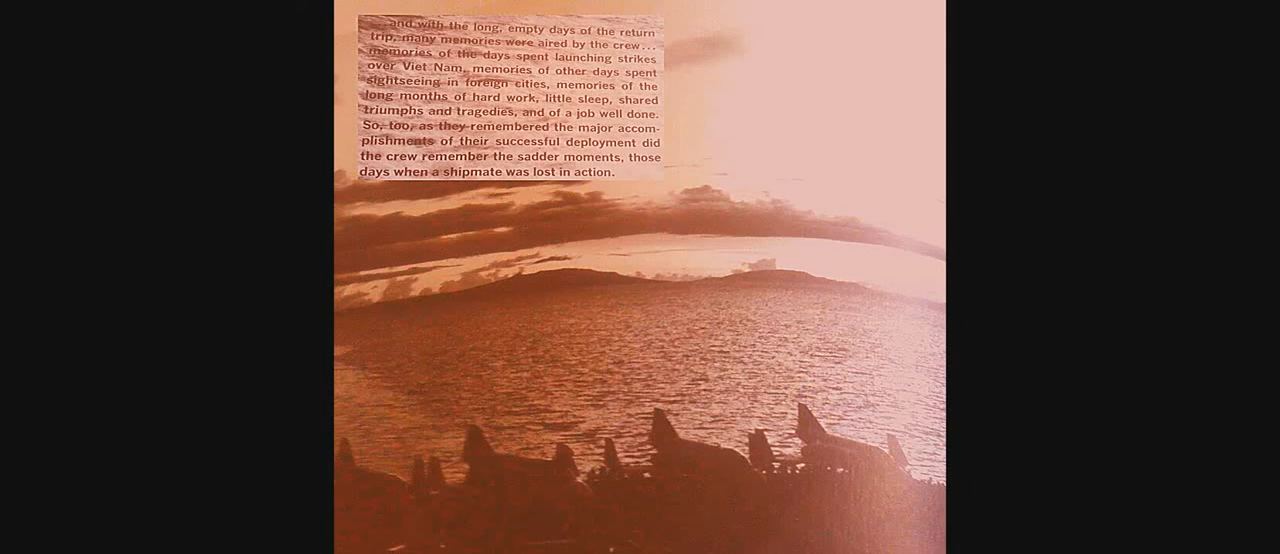 ...and with the long, empty days of the return
trip, many memories were aired by the crew...
memories of the days spent launching strikes
over Viet Nam, memories of other days spent
sightseeing in foreign cities, memories of the
long months of hard work, little sleep, shared
triumphs and tragedies, and of a job well done.
So, too, as they remembered the major accom-
plishments of their successful deployment did
the crew remember the sadder moments, those
days when a shipmate was lost in action.